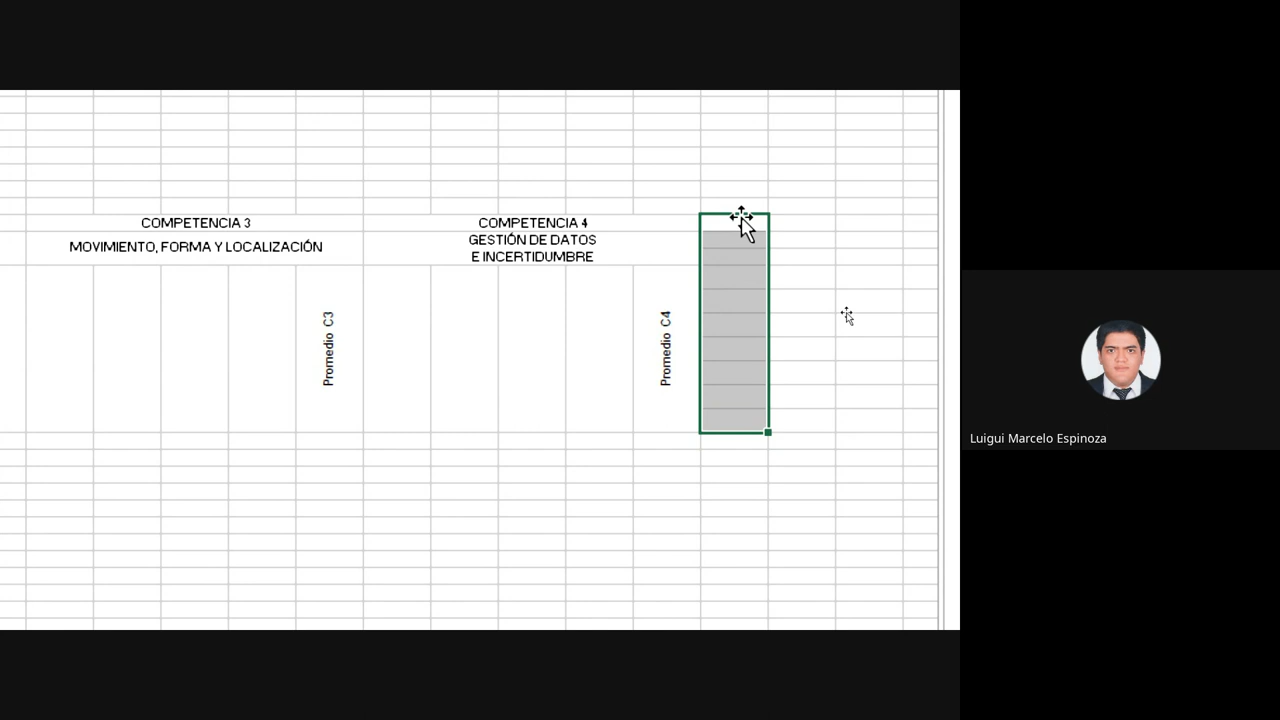 COMPETENCIA 3
MOVIMIENTO, FORMA Y LOCALIZACIÓN
COMPETENCIA 4
GESTIÓN DE DATOS
E INCERTIDUMBRE
Promedio C3
Promedio C4
Luigui Marcelo Espinoza